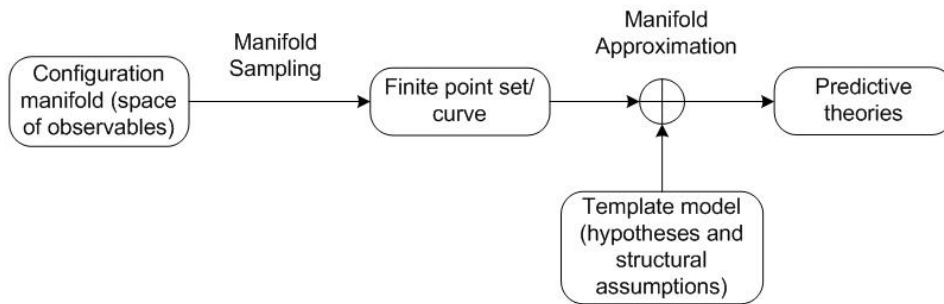 Configuration
manifold (space
of observables)
Manifold
Sampling
Finite point set/
curve
Manifold
Approximation
Predictive
theories
Template model
(hypotheses and
structural
assumptions)